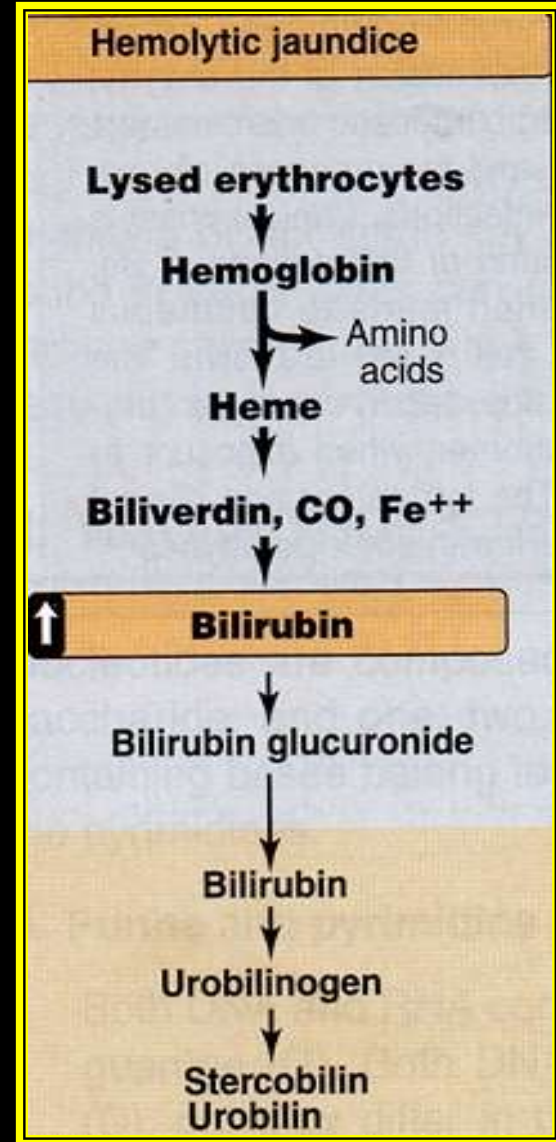 Hemolytic jaundice
Lysed erythrocytes
Hemoglobin
Amino
acids
Heme
Biliverdin, CO, Fe++
Bilirubin
Bilirubin glucuronide
Bilirubin
Urobilinogen
Stercobilin
Urobilin